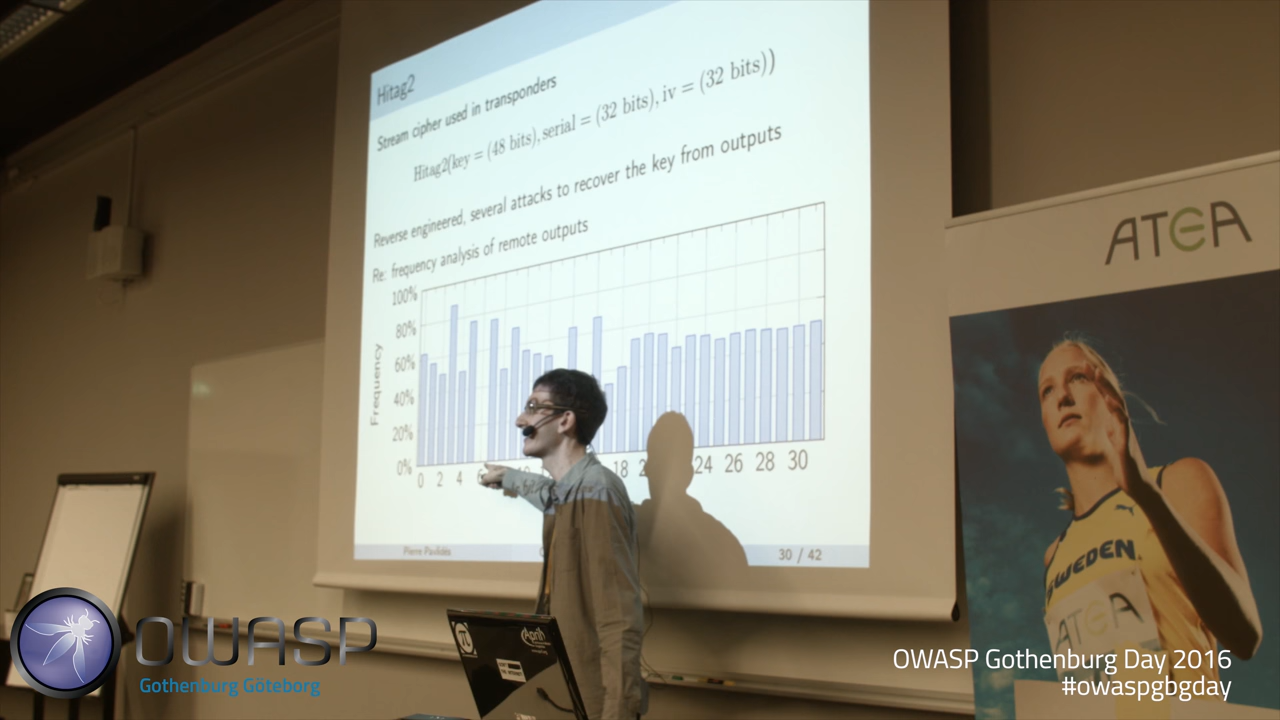 Hitag2
Stream cipher used in transponders
Hitag2(key = (48 bits), serial = (32 bits), iv = (32 bits))
Reverse engineered, several attacks to recover the key from outputs
Re: frequency analysis of remote outputs
Frequency
100%
80%
60%
40%
20%
0%
0 2 4 18 24 26 28 30
30 / 42
ATEA
SWEDEN
ATEA
April
π
OWASP
Gothenburg Göteborg
OWASP Gothenburg Day 2016
#owaspgbgday